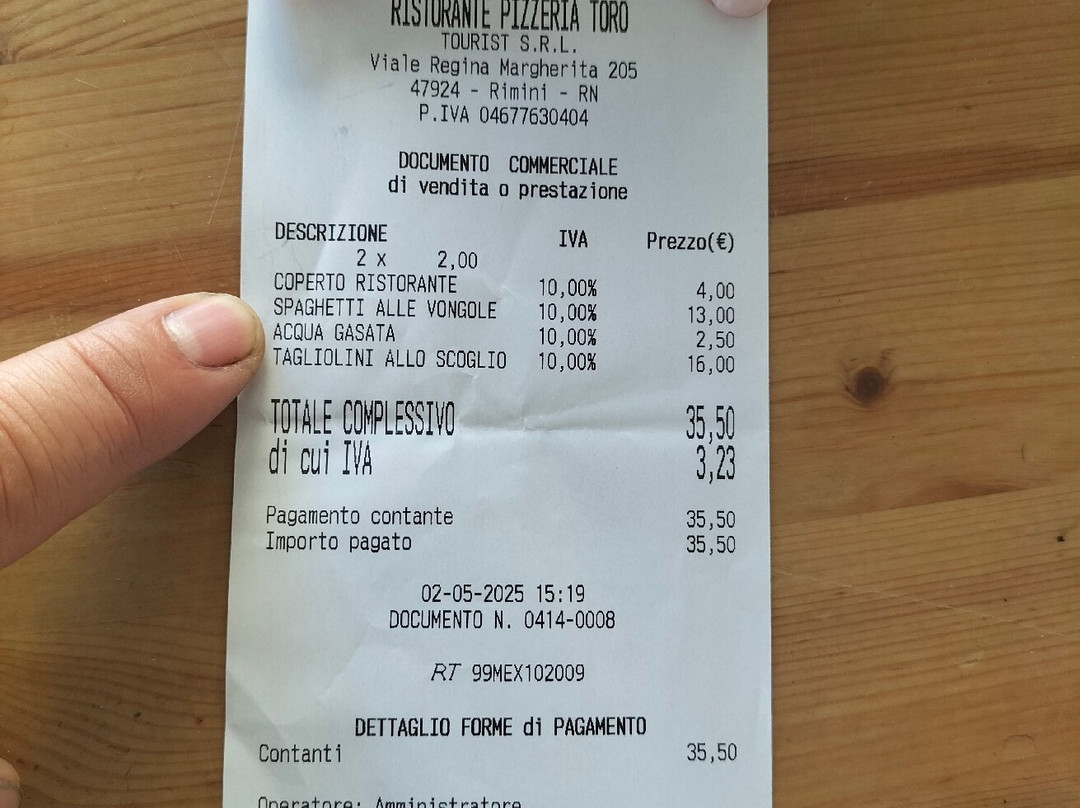 RISTORANTE PIZZERIA TORO
TOURIST S.R.L.
Viale Regina Margherita 205
47924 - Rimini - RN
P.IVA 04677630404
DOCUMENTO COMMERCIALE
di vendita o prestazione
DESCRIZIONE IVA Prezzo(€)
2 x 2,00
COPERTO RISTORANTE 10,00% 4,00
SPAGHETTI ALLE VONGOLE 10,00% 13,00
ACQUA GASATA 10,00% 2,50
TAGLIOLINI ALLO SCOGLIO 10,00% 16,00
TOTALE COMPLESSIVO 35,50
di cui IVA 3,23
Pagamento contante 35,50
Importo pagato 35,50
02-05-2025 15:19
DOCUMENTO N. 0414-0008
RT 99MEX102009
DETTAGLIO FORME di PAGAMENTO
Contanti 35,50
Operatore: Amministratore